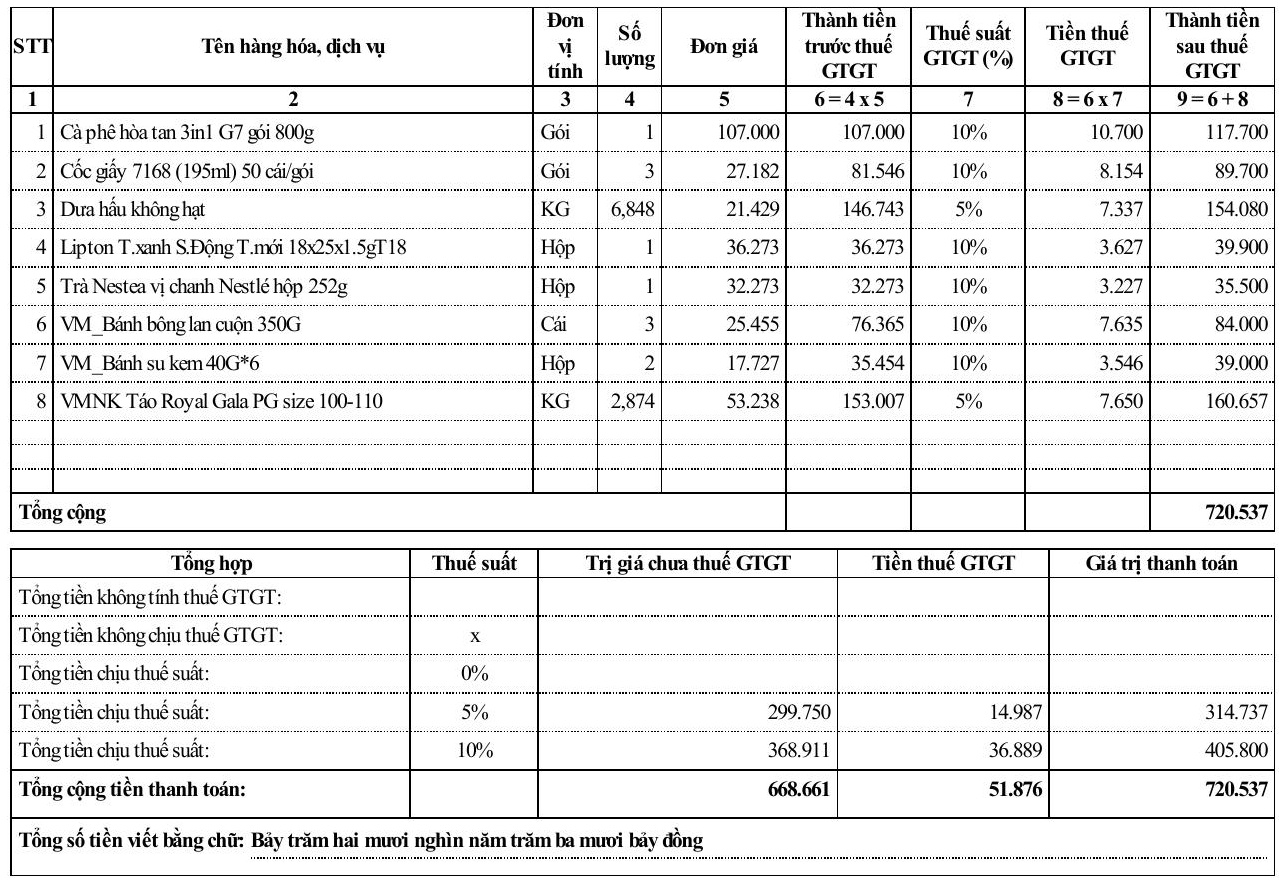 STT Tên hàng hóa, dịch vụ Đơn vị tính Số lượng Đơn giá Thành tiền trước thuế GTGT Thuế suất GTGT (%) Tiền thuế GTGT Thành tiền sau thuế GTGT
1 2 3 4 5 6 = 4 x 5 7 8 = 6 x 7 9 = 6 + 8
1 Cà phê hòa tan 3in1 G7 gói 800g Gói 1 107.000 107.000 10% 10.700 117.700
2 Cốc giấy 7168 (195ml) 50 cái/gói Gói 3 27.182 81.546 10% 8.154 89.700
3 Dưa hấu không hạt KG 6,848 21.429 146.743 5% 7.337 154.080
4 Lipton T.xanh S.Động T.mới 18x25x1.5gT18 Hộp 1 36.273 36.273 10% 3.627 39.900
5 Trà Nestea vị chanh Nestlé hộp 252g Hộp 1 32.273 32.273 10% 3.227 35.500
6 VM_Bánh bông lan cuộn 350G Cái 3 25.455 76.365 10% 7.635 84.000
7 VM_Bánh su kem 40G*6 Hộp 2 17.727 35.454 10% 3.546 39.000
8 VMNK Táo Royal Gala PG size 100-110 KG 2,874 53.238 153.007 5% 7.650 160.657
Tổng cộng 720.537
Tổng hợp Thuế suất Trị giá chưa thuế GTGT Tiền thuế GTGT Giá trị thanh toán
Tổng tiền không tính thuế GTGT:
Tổng tiền không chịu thuế GTGT: x
Tổng tiền chịu thuế suất: 0%
Tổng tiền chịu thuế suất: 5% 299.750 14.987 314.737
Tổng tiền chịu thuế suất: 10% 368.911 36.889 405.800
Tổng cộng tiền thanh toán: 668.661 51.876 720.537
Tổng số tiền viết bằng chữ: Bảy trăm hai mươi nghìn năm trăm ba mươi bảy đồng